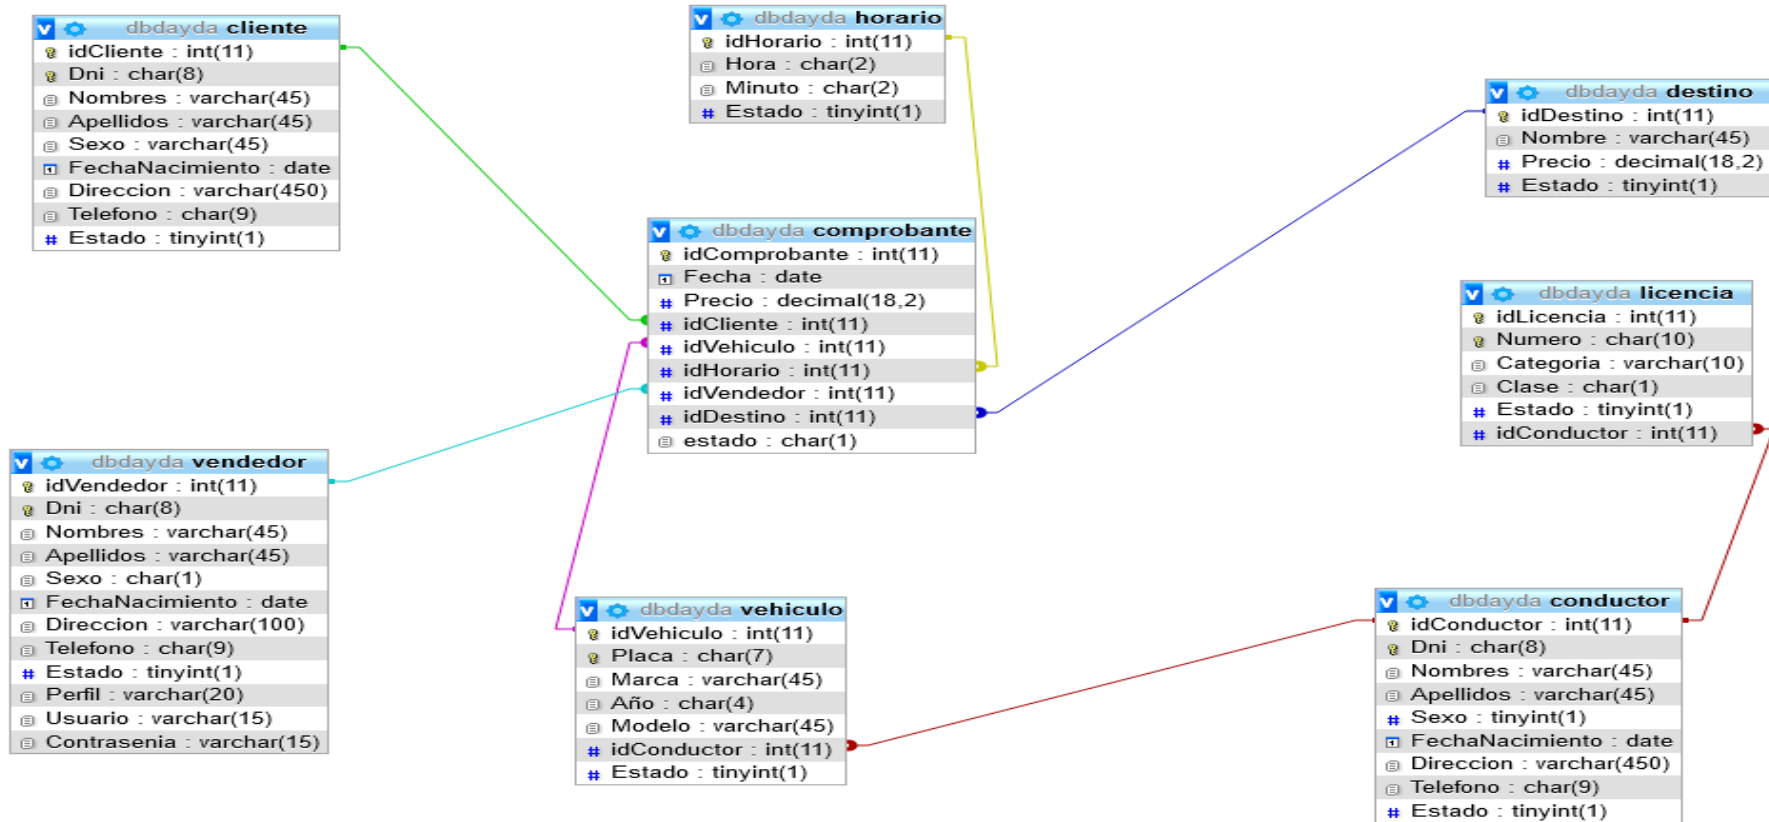 dbdayda cliente
idCliente : int(11)
Dni : char(8)
Nombres : varchar(45)
Apellidos : varchar(45)
Sexo : varchar(45)
FechaNacimiento : date
Direccion : varchar(450)
Telefono : char(9)
# Estado : tinyint(1)
dbdayda horario
idHorario : int(11)
Hora : char(2)
Minuto : char(2)
# Estado : tinyint(1)
dbdayda destino
idDestino : int(11)
Nombre : varchar(45)
# Precio : decimal(18,2)
# Estado : tinyint(1)
dbdayda comprobante
idComprobante : int(11)
Fecha : date
# Precio : decimal(18,2)
# idCliente : int(11)
# idVehiculo : int(11)
# idHorario : int(11)
# idVendedor : int(11)
# idDestino : int(11)
estado : char(1)
dbdayda licencia
idLicencia : int(11)
Numero : char(10)
Categoria : varchar(10)
Clase : char(1)
# Estado : tinyint(1)
# idConductor : int(11)
dbdayda vendedor
idVendedor : int(11)
Dni : char(8)
Nombres : varchar(45)
Apellidos : varchar(45)
Sexo : char(1)
FechaNacimiento : date
Direccion : varchar(100)
Telefono : char(9)
# Estado : tinyint(1)
Perfil : varchar(20)
Usuario : varchar(15)
Contrasenia : varchar(15)
dbdayda vehiculo
idVehiculo : int(11)
Placa : char(7)
Marca : varchar(45)
Año : char(4)
Modelo : varchar(45)
# idConductor : int(11)
# Estado : tinyint(1)
dbdayda conductor
idConductor : int(11)
Dni : char(8)
Nombres : varchar(45)
Apellidos : varchar(45)
# Sexo : tinyint(1)
FechaNacimiento : date
Direccion : varchar(450)
Telefono : char(9)
# Estado : tinyint(1)